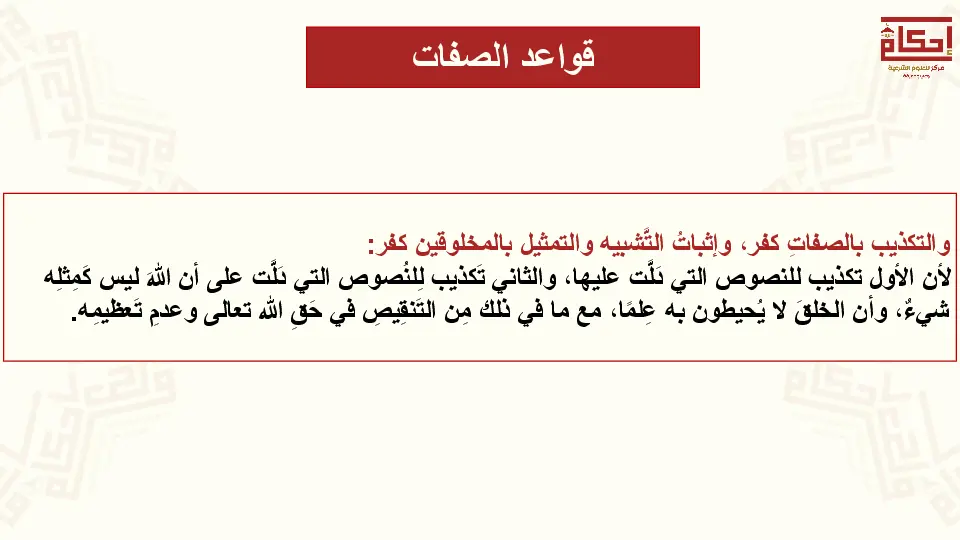 إحكام
مركز للعلوم الشرعية
قواعد الصفات
والتكذيب بالصفاتِ كفر، وإثباتُ التَّشبيه والتمثيل بالمخلوقين كفر:
لأن الأول تكذيب للنصوص التي دَلَّت عليها، والثاني تَكذيب لِلنُصوص التي دَلَّت على أن اللهَ ليس كَمِثلِه
شيءٌ، وأن الخلقَ لا يُحيطون به عِلمًا، مع ما في ذلك مِن التَنقِيصِ في حَقِ الله تعالى وعدمِ تَعظيمِه.